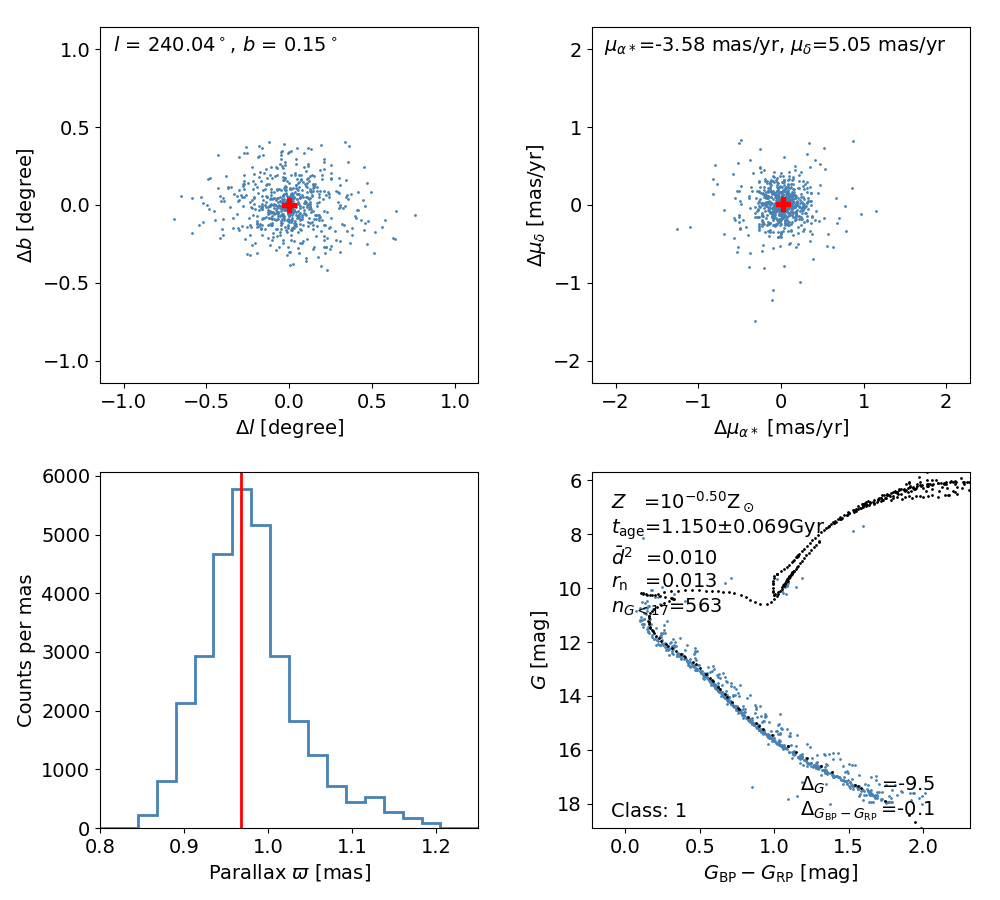 l = 240.04°, b = 0.15°
1.0
0.5
0.0
−0.5
−1.0
Δb [degree]
−1.0 −0.5 0.0 0.5 1.0
Δl [degree]
μα*=-3.58 mas/yr, μδ=5.05 mas/yr
2
1
0
−1
−2
Δμδ [mas/yr]
−2 −1 0 1 2
Δμα* [mas/yr]
6000
5000
4000
3000
2000
1000
0
Counts per mas
0.8 0.9 1.0 1.1 1.2
Parallax ϖ [mas]
Z =10^−0.50 Z⊙
tage=1.150±0.069Gyr
d̄² =0.010
rn =0.013
nG<17=563
6
8
10
12
14
16
18
G [mag]
ΔG =-9.5
ΔGBP−GRP=-0.1
Class: 1
0.0 0.5 1.0 1.5 2.0
GBP − GRP [mag]